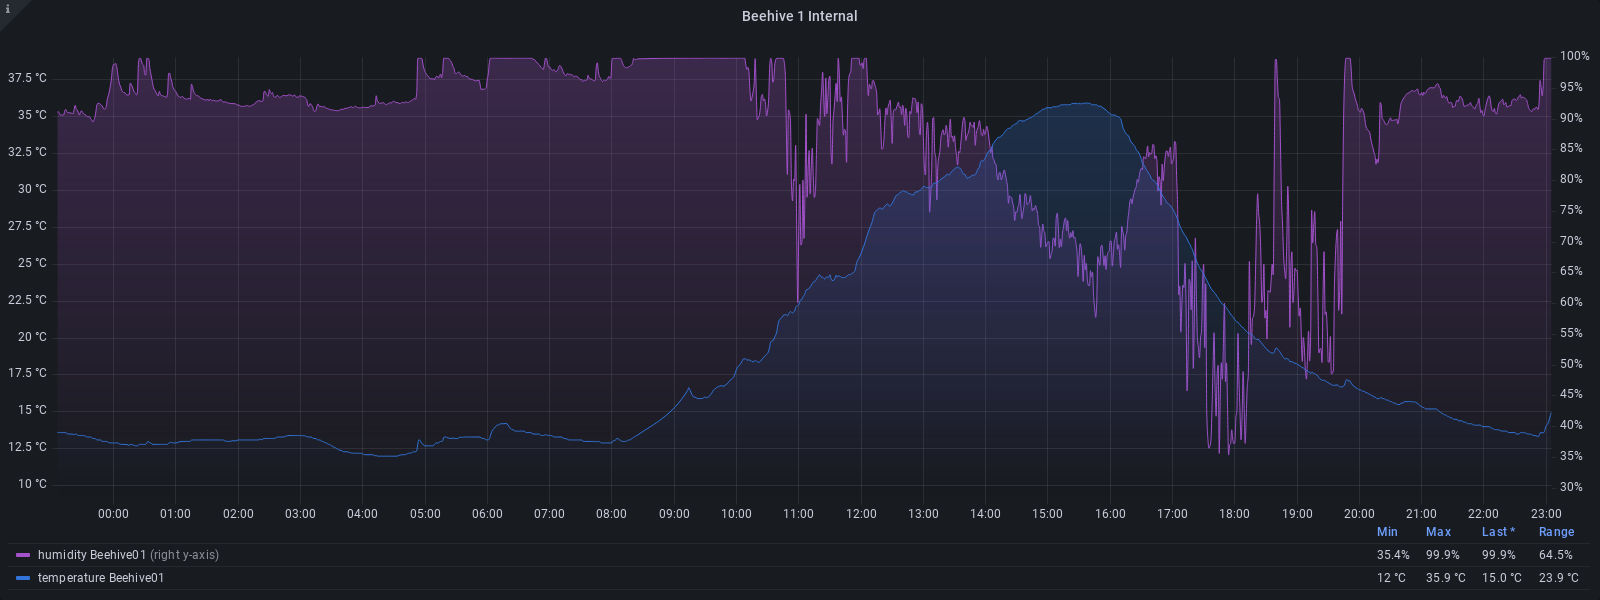 i
Beehive 1 Internal
37.5 °C
35 °C
32.5 °C
30 °C
27.5 °C
25 °C
22.5 °C
20 °C
17.5 °C
15 °C
12.5 °C
10 °C
100%
95%
90%
85%
80%
75%
70%
65%
60%
55%
50%
45%
40%
35%
30%
00:00 01:00 02:00 03:00 04:00 05:00 06:00 07:00 08:00 09:00 10:00 11:00 12:00 13:00 14:00 15:00 16:00 17:00 18:00 19:00 20:00 21:00 22:00 23:00
Min Max Last * Range
humidity Beehive01 (right y-axis) 35.4% 99.9% 99.9% 64.5%
temperature Beehive01 12 °C 35.9 °C 15.0 °C 23.9 °C